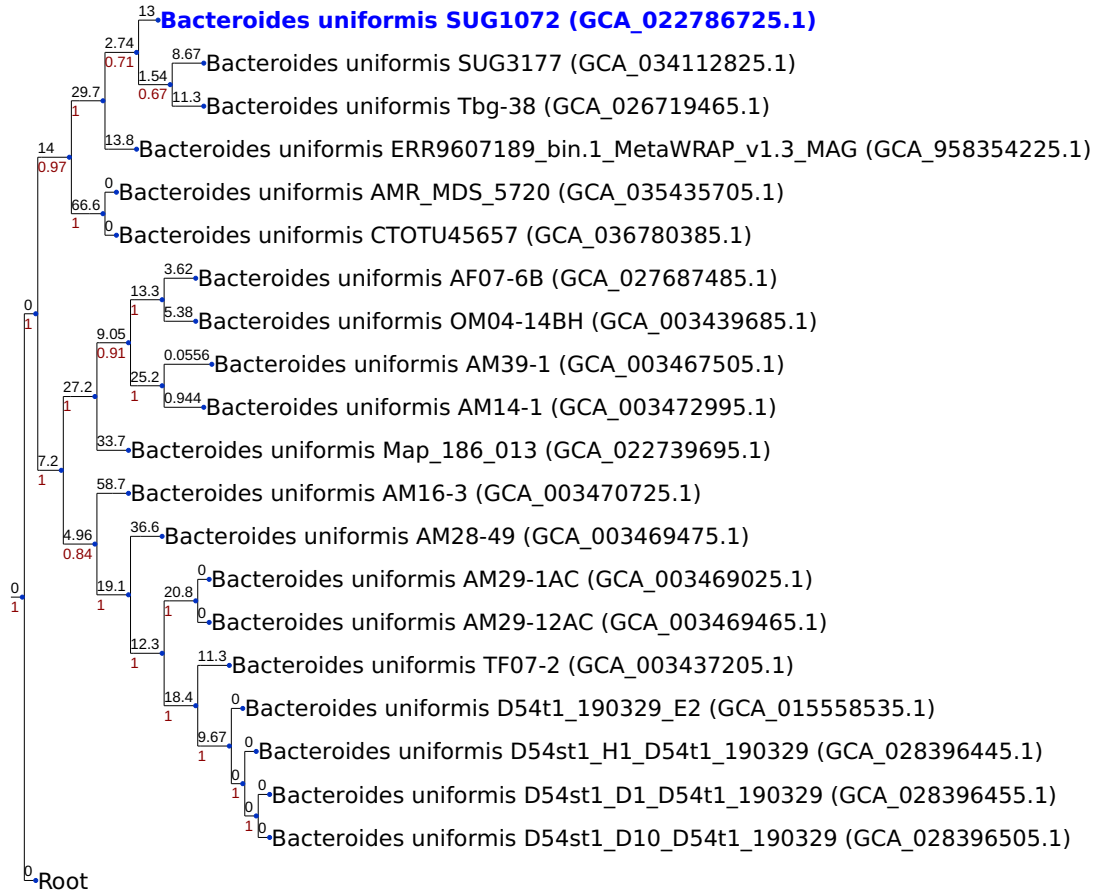 13
Bacteroides uniformis SUG1072 (GCA_022786725.1)
2.74
0.71
8.67
Bacteroides uniformis SUG3177 (GCA_034112825.1)
1.54
0.67
11.3
Bacteroides uniformis Tbg-38 (GCA_026719465.1)
29.7
1
13.8
Bacteroides uniformis ERR9607189_bin.1_MetaWRAP_v1.3_MAG (GCA_958354225.1)
14
0.97
0
Bacteroides uniformis AMR_MDS_5720 (GCA_035435705.1)
66.6
1
0
Bacteroides uniformis CTOTU45657 (GCA_036780385.1)
3.62
Bacteroides uniformis AF07-6B (GCA_027687485.1)
13.3
1
0
1
5.38
Bacteroides uniformis OM04-14BH (GCA_003439685.1)
9.05
0.91
0.0556
Bacteroides uniformis AM39-1 (GCA_003467505.1)
25.2
1
27.2
1
0.944
Bacteroides uniformis AM14-1 (GCA_003472995.1)
33.7
Bacteroides uniformis Map_186_013 (GCA_022739695.1)
7.2
1
58.7
Bacteroides uniformis AM16-3 (GCA_003470725.1)
4.96
0.84
36.6
Bacteroides uniformis AM28-49 (GCA_003469475.1)
0
Bacteroides uniformis AM29-1AC (GCA_003469025.1)
19.1
1
20.8
1
0
1
0
Bacteroides uniformis AM29-12AC (GCA_003469465.1)
12.3
1
11.3
Bacteroides uniformis TF07-2 (GCA_003437205.1)
18.4
1
0
Bacteroides uniformis D54t1_190329_E2 (GCA_015558535.1)
9.67
1
0
Bacteroides uniformis D54st1_H1_D54t1_190329 (GCA_028396445.1)
0
1
0
Bacteroides uniformis D54st1_D1_D54t1_190329 (GCA_028396455.1)
0
1
0
Bacteroides uniformis D54st1_D10_D54t1_190329 (GCA_028396505.1)
0
Root